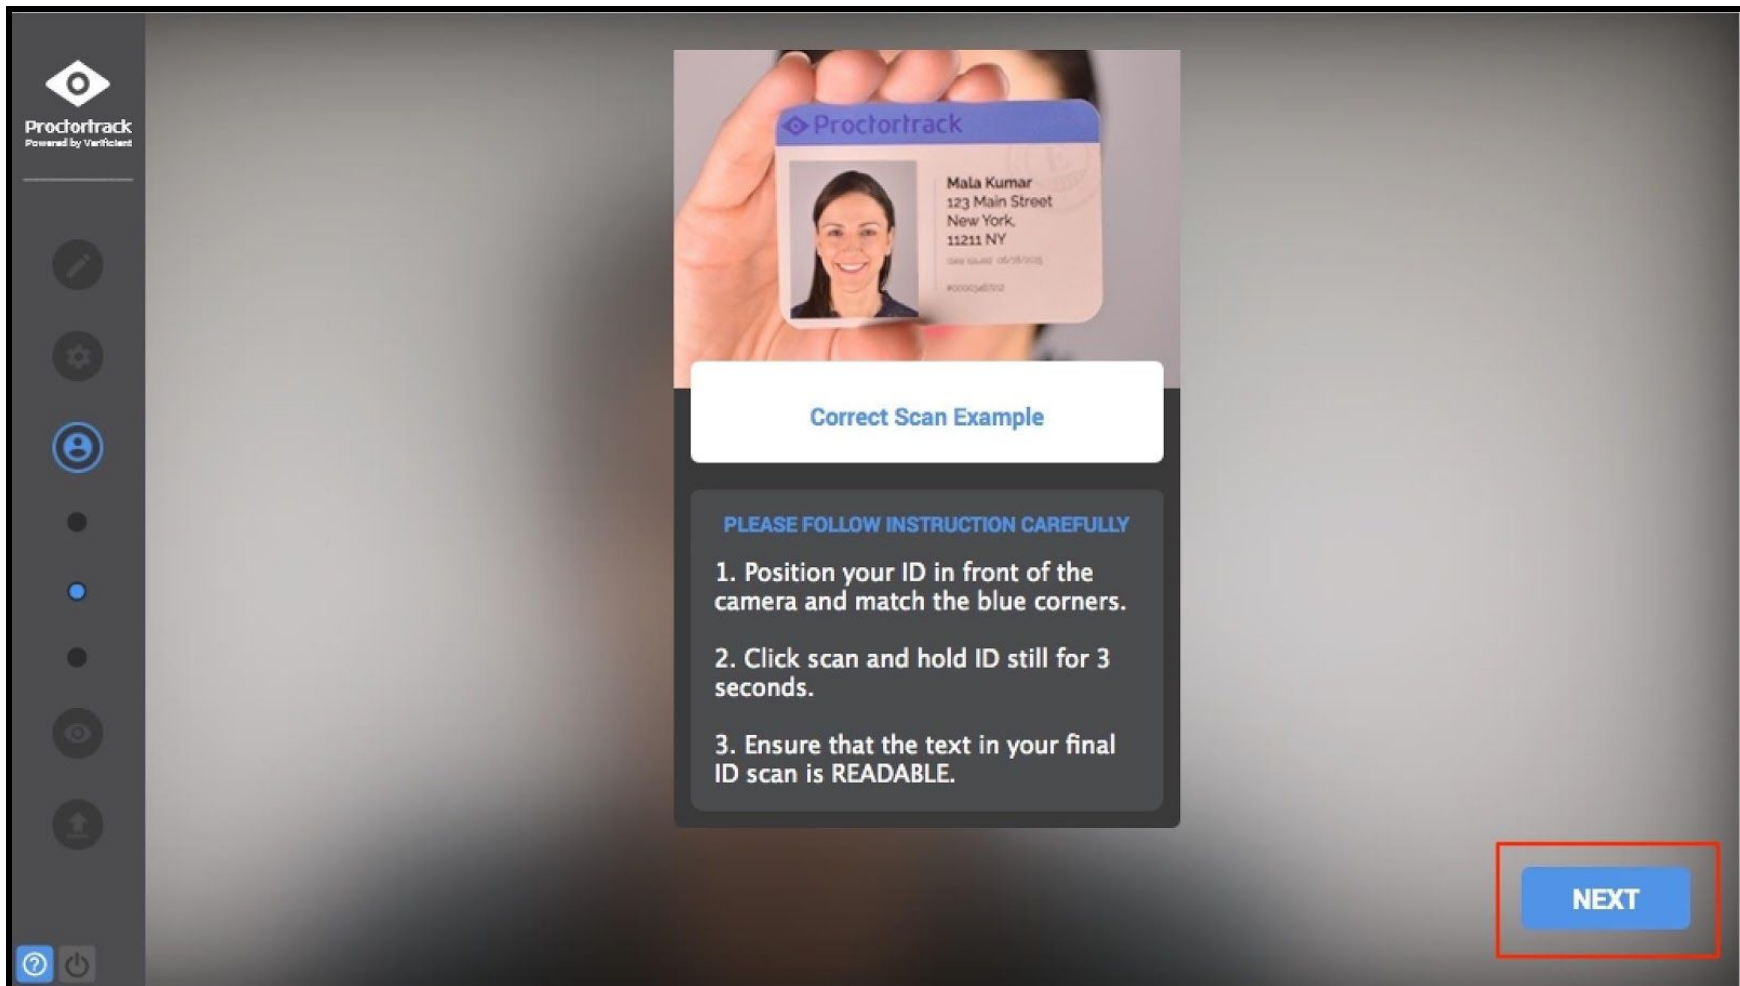 Proctortrack
Powered by Verificient
Proctortrack
Mala Kumar
123 Main Street
New York,
11211 NY
Correct Scan Example
PLEASE FOLLOW INSTRUCTION CAREFULLY
1. Position your ID in front of the
camera and match the blue corners.
2. Click scan and hold ID still for 3
seconds.
3. Ensure that the text in your final
ID scan is READABLE.
NEXT